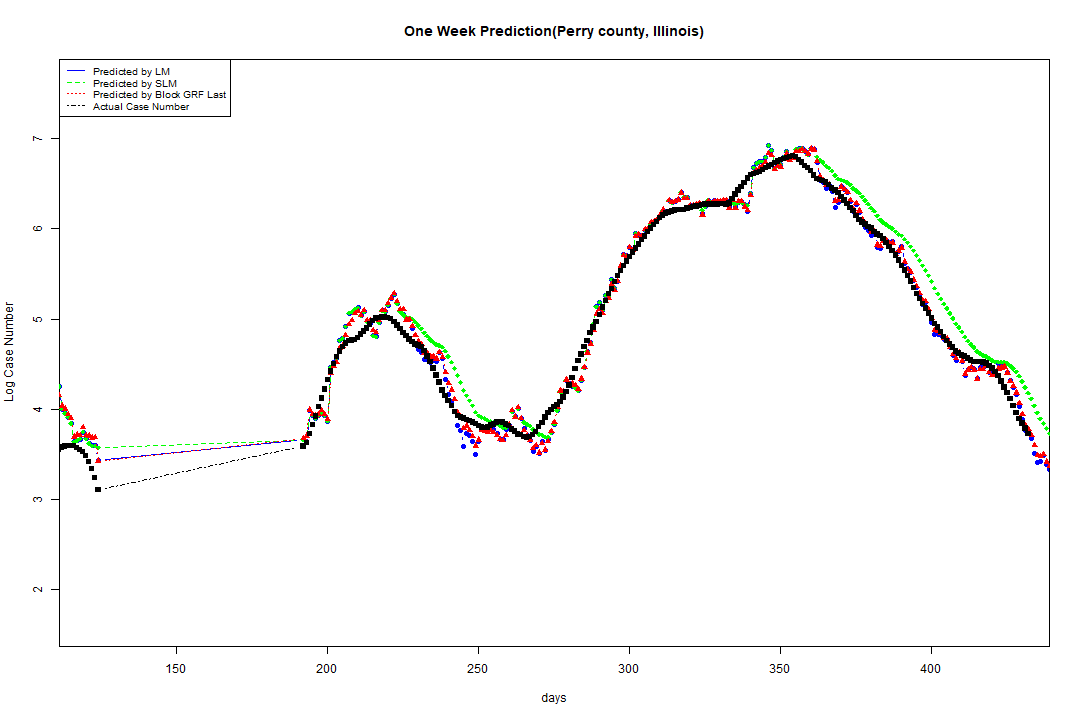 One Week Prediction(Perry county, Illinois)
Predicted by LM
Predicted by SLM
Predicted by Block GRF Last
Actual Case Number
Log Case Number
7
6
5
4
3
2
150 200 250 300 350 400
days